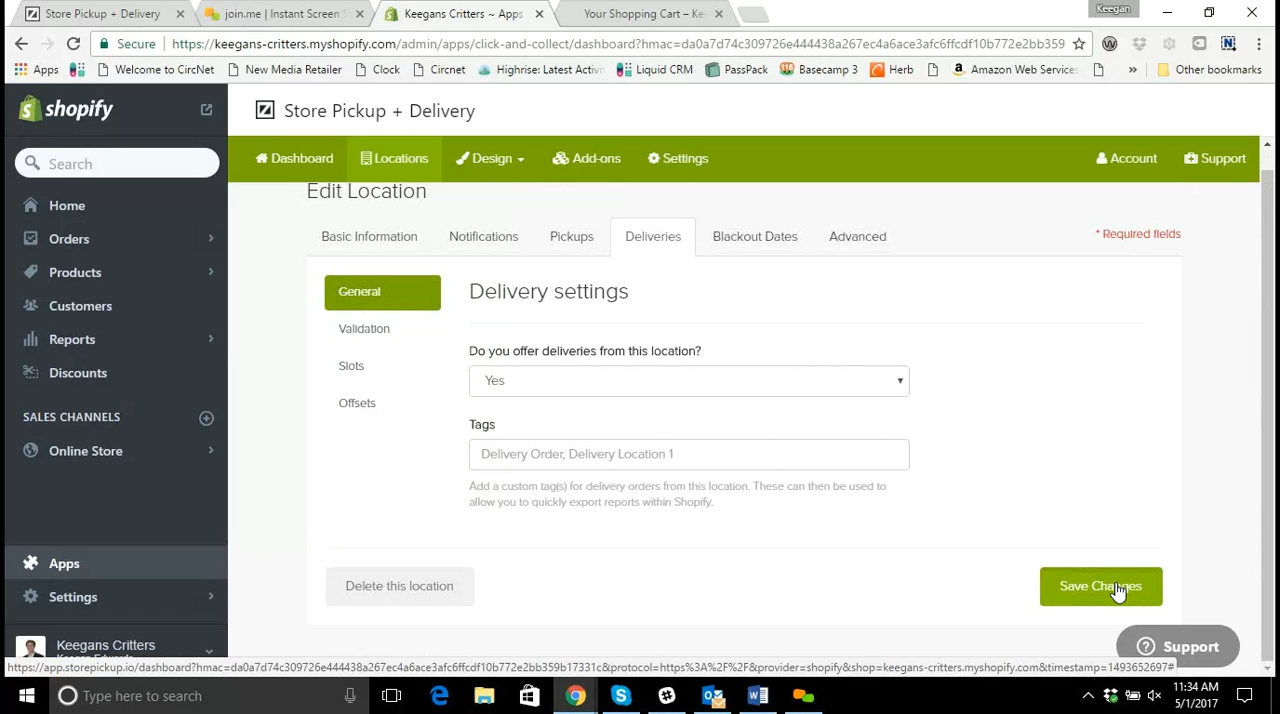 Store Pickup + Delivery
join.me | Instant Screen S
Keegans Critters ~ Apps
Your Shopping Cart – Ke
Keegan
Secure
https://keegans-critters.myshopify.com/admin/apps/click-and-collect/dashboard?hmac=da0a7d74c309726e444438a267ec4a6ace3afc6ffcdf10b772e2bb359
Apps
Welcome to CircNet
New Media Retailer
Clock
Circnet
Highrise: Latest Activi
Liquid CRM
PassPack
Basecamp 3
Herb
Amazon Web Services
»
Other bookmarks
shopify
Store Pickup + Delivery
Search
Dashboard
Locations
Design
Add-ons
Settings
Account
Support
Home
Orders
Products
Customers
Reports
Discounts
SALES CHANNELS
Online Store
Apps
Settings
Keegans Critters
Keegan Edwards
Edit Location
Basic Information
Notifications
Pickups
Deliveries
Blackout Dates
Advanced
* Required fields
General
Validation
Slots
Offsets
Delivery settings
Do you offer deliveries from this location?
Yes
Tags
Delivery Order, Delivery Location 1
Add a custom tag(s) for delivery orders from this location. These can then be used to
allow you to quickly export reports within Shopify.
Delete this location
Save Changes
Support
https://app.storepickup.io/dashboard?hmac=da0a7d74c309726e444438a267ec4a6ace3afc6ffcdf10b772e2bb359b17331c&protocol=https%3A%2F%2F&provider=shopify&shop=keegans-critters.myshopify.com&timestamp=1493652697#
Type here to search
11:34 AM
5/1/2017